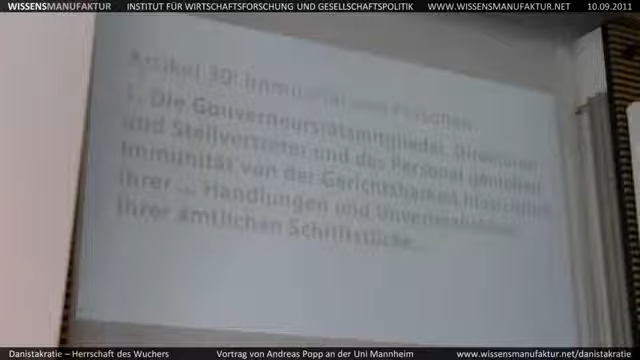 WISSENSMANUFAKTUR INSTITUT FÜR WIRTSCHAFTSFORSCHUNG UND GESELLSCHAFTSPOLITIK WWW.WISSENSMANUFAKTUR.NET 10.09.2011
Artikel 30: Immunität von Personen
1. Die Gouverneursratsmitglieder, Direktoren
und Stellvertreter und das Personal genießen
Immunität von der Gerichtsbarkeit hinsichtlich
ihrer ... Handlungen und Unverletzlichkeit
ihrer amtlichen Schriftstücke...
Danistakratie – Herrschaft des Wuchers Vortrag von Andreas Popp an der Uni Mannheim www.wissensmanufaktur.net/danistakratie